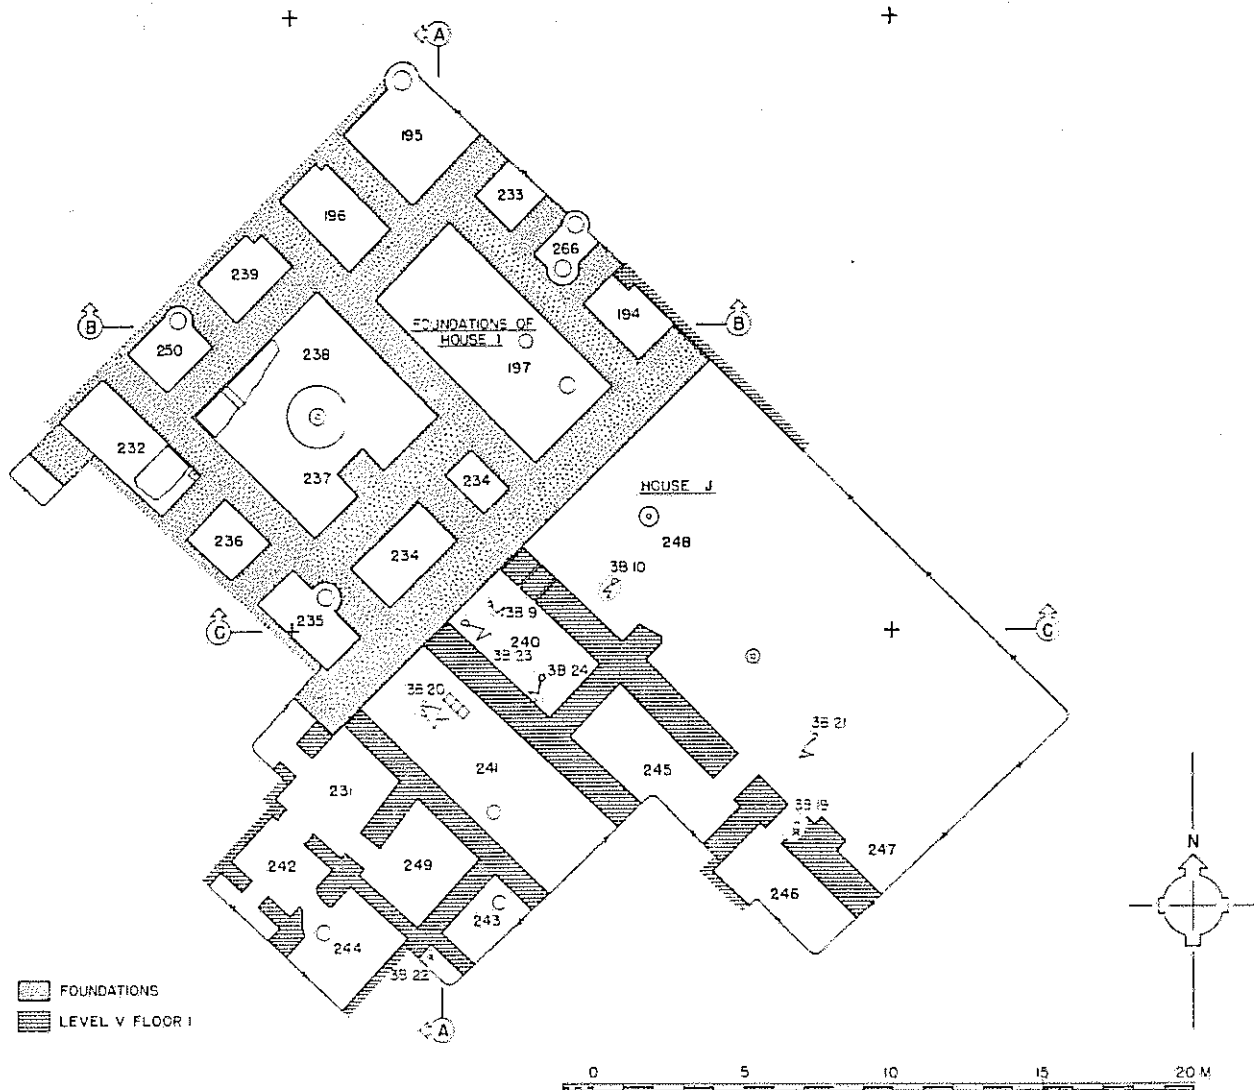 A
195
233
196
266
239
194
B
B
FOUNDATIONS OF
HOUSE I
250
238
197
232
237
234
HOUSE J
236
234
248
3B 10
3B 9
C
235
240
C
3B 23
3B 24
3B 20
3B 21
241
245
231
3B 18
N
242
249
247
246
243
244
3B 22
FOUNDATIONS
LEVEL V FLOOR I
A
0 5 10 15 20 M